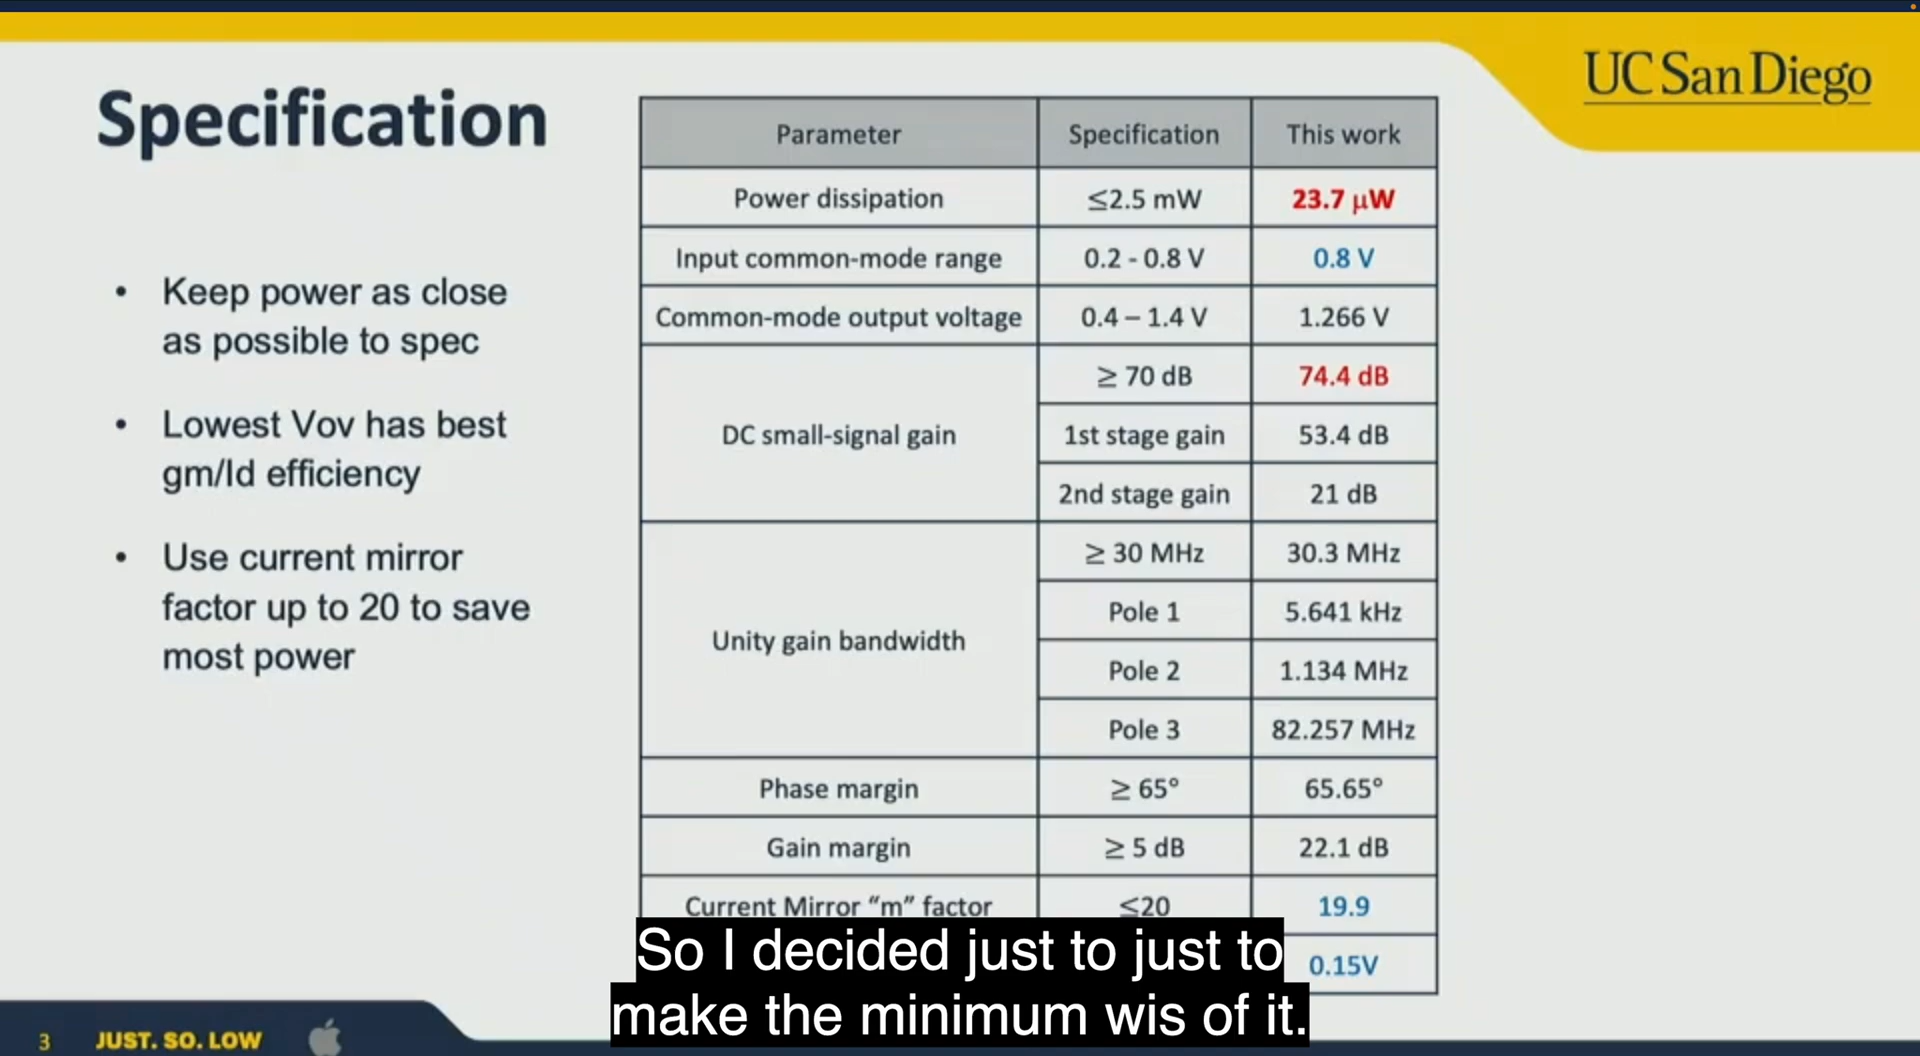 UC San Diego
Specification
• Keep power as close
as possible to spec
• Lowest Vov has best
gm/Id efficiency
• Use current mirror
factor up to 20 to save
most power
Parameter Specification This work
Power dissipation ≤2.5 mW 23.7 µW
Input common-mode range 0.2 - 0.8 V 0.8 V
Common-mode output voltage 0.4 – 1.4 V 1.266 V
DC small-signal gain ≥ 70 dB 74.4 dB
1st stage gain 53.4 dB
2nd stage gain 21 dB
Unity gain bandwidth ≥ 30 MHz 30.3 MHz
Pole 1 5.641 kHz
Pole 2 1.134 MHz
Pole 3 82.257 MHz
Phase margin ≥ 65° 65.65°
Gain margin ≥ 5 dB 22.1 dB
Current Mirror “m” factor ≤20 19.9
0.15V
So I decided just to just to
make the minimum wis of it.
3 JUST. SO. LOW